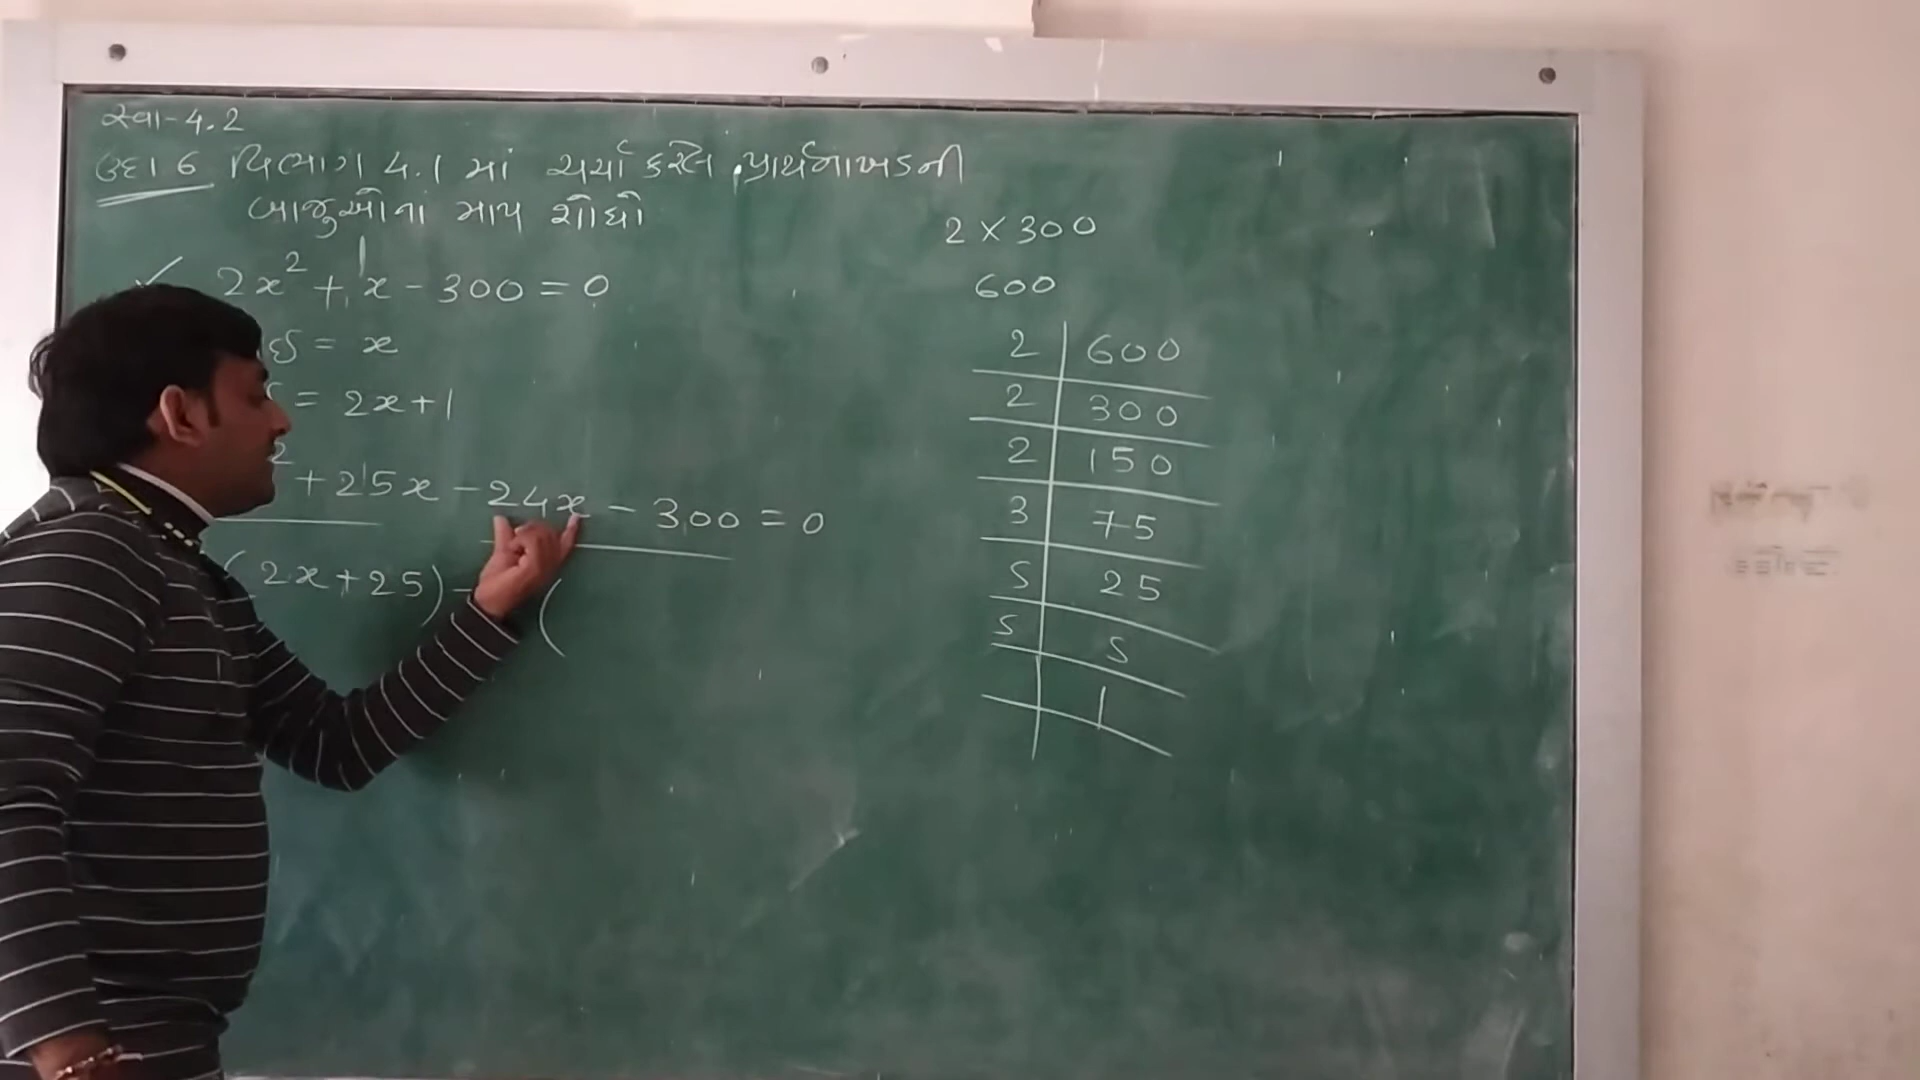 સ્વા-4.2
ઉદા 6 વિભાગ 4.1 માં ચર્ચા કરેલ પ્રાર્થનાખંડની
બાજુઓનાં માપ શોધો
2x² + 1x - 300 = 0
= x
= 2x+1
+25x - 24x - 300 = 0
(2x+25) - (
2 × 300
600
2 | 600
2 | 300
2 | 150
3 | 75
5 | 25
5 | 5
| 1